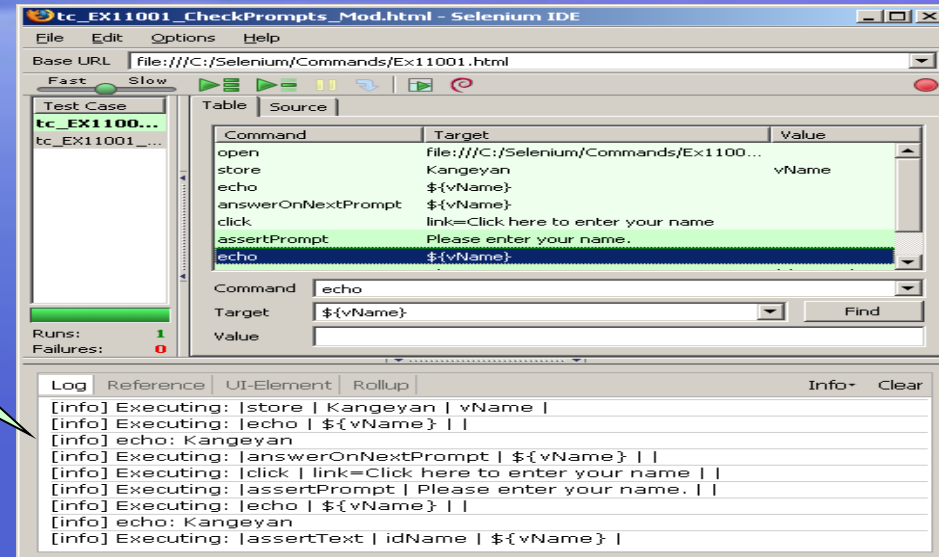 tc_EX11001_CheckPrompts_Mod.html - Selenium IDE
File Edit Options Help
Base URL file:///C:/Selenium/Commands/Ex11001.html
Fast Slow
Test Case
tc_EX1100...
tc_EX11001_...
Runs: 1
Failures: 0
Table Source
Command Target Value
open file:///C:/Selenium/Commands/Ex1100...
store Kangeyan vName
echo ${vName}
answerOnNextPrompt ${vName}
click link=Click here to enter your name
assertPrompt Please enter your name.
echo ${vName}
Command echo
Target ${vName} Find
Value
Log Reference UI-Element Rollup Info Clear
[info] Executing: |store | Kangeyan | vName |
[info] Executing: |echo | ${vName} | |
[info] echo: Kangeyan
[info] Executing: |answerOnNextPrompt | ${vName} | |
[info] Executing: |click | link=Click here to enter your name | |
[info] Executing: |assertPrompt | Please enter your name. | |
[info] Executing: |echo | ${vName} | |
[info] echo: Kangeyan
[info] Executing: |assertText | idName | ${vName} |